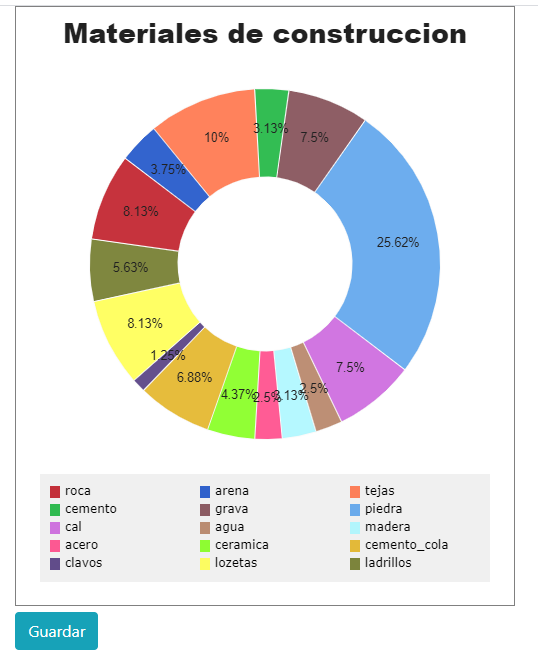 Materiales de construccion
3.13%
7.5%
10%
3.75%
8.13%
25.62%
5.63%
8.13%
1.25%
7.5%
6.88%
2.5%
4.37%
2.5%
3.13%
roca arena tejas
cemento grava piedra
cal agua madera
acero ceramica cemento_cola
clavos lozetas ladrillos
Guardar